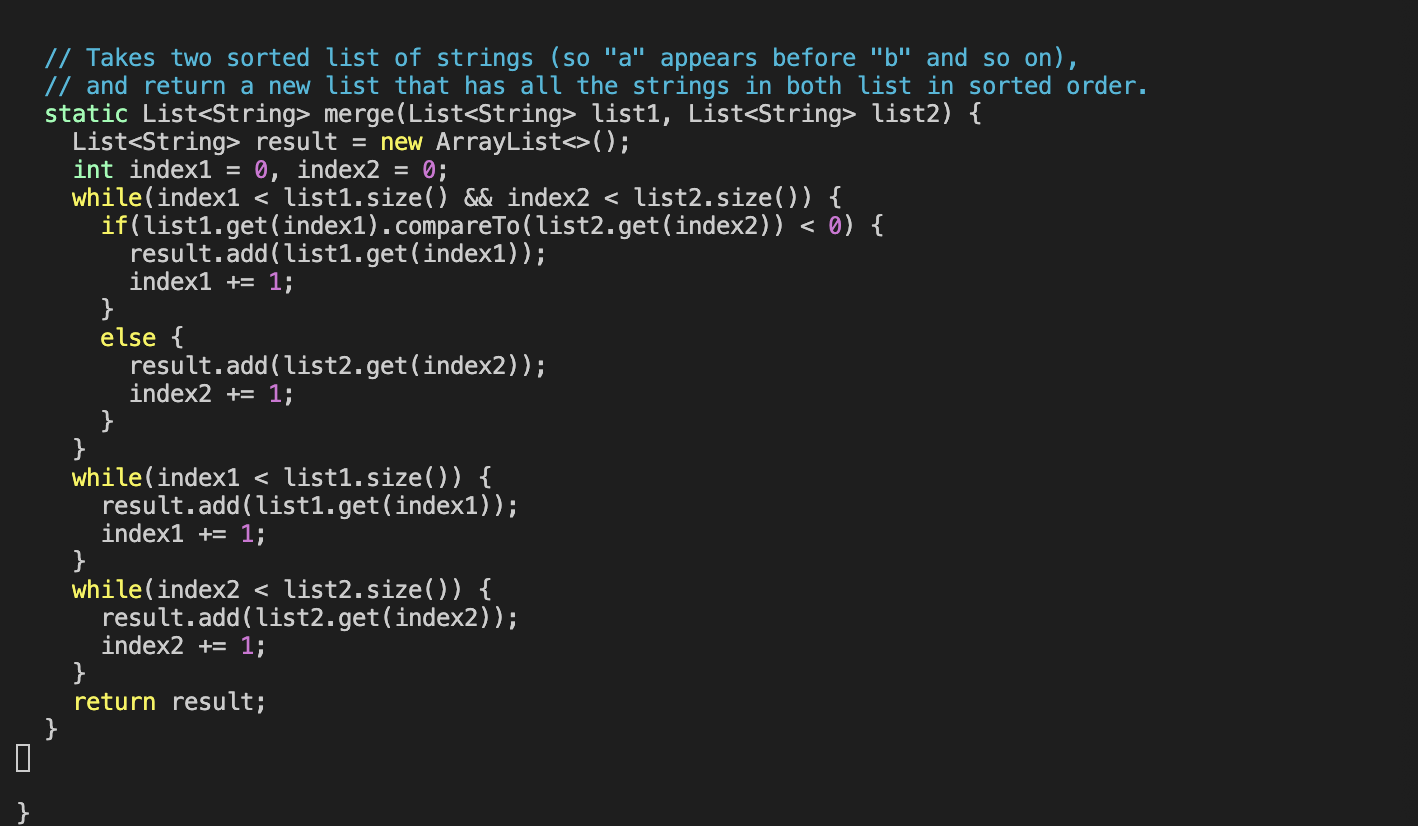 // Takes two sorted list of strings (so "a" appears before "b" and so on),
// and return a new list that has all the strings in both list in sorted order.
static List<String> merge(List<String> list1, List<String> list2) {
List<String> result = new ArrayList<>();
int index1 = 0, index2 = 0;
while(index1 < list1.size() && index2 < list2.size()) {
if(list1.get(index1).compareTo(list2.get(index2)) < 0) {
result.add(list1.get(index1));
index1 += 1;
}
else {
result.add(list2.get(index2));
index2 += 1;
}
}
while(index1 < list1.size()) {
result.add(list1.get(index1));
index1 += 1;
}
while(index2 < list2.size()) {
result.add(list2.get(index2));
index2 += 1;
}
return result;
}
}